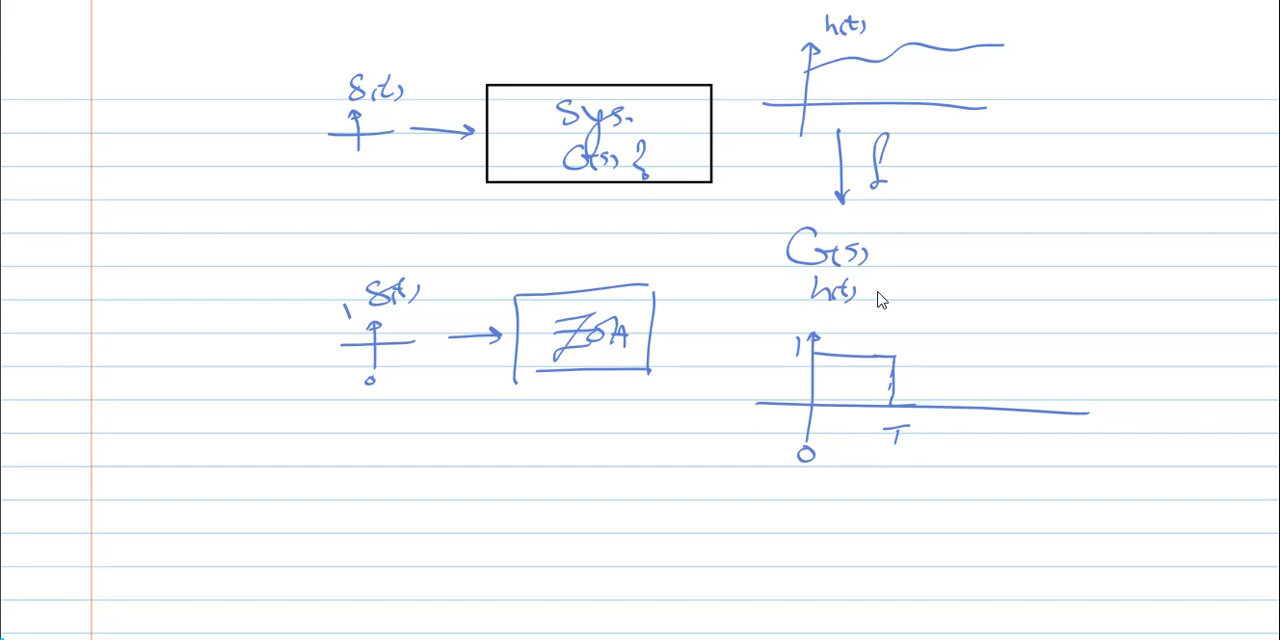 h(t)
δ(t)
Sys.
G(s) ?
L
G(s)
h(t)
1 δ(t)
ZOH
0
1
T
0